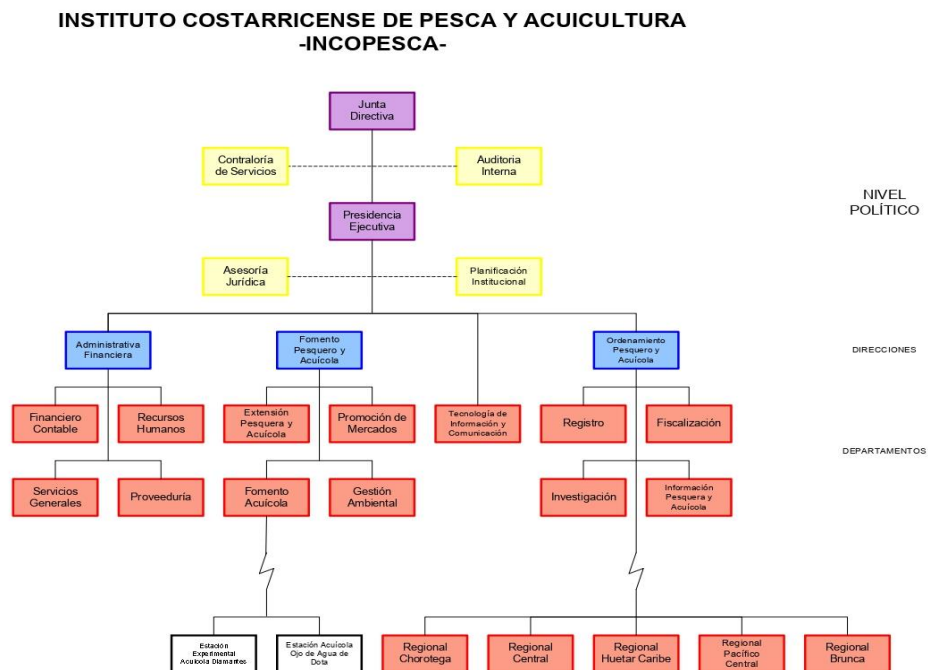 INSTITUTO COSTARRICENSE DE PESCA Y ACUICULTURA
-INCOPESCA-
Junta
Directiva
Contraloría
de Servicios
Auditoria
Interna
NIVEL
POLÍTICO
Presidencia
Ejecutiva
Asesoría
Jurídica
Planificación
Institucional
Administrativa
Financiera
Fomento
Pesquero y
Acuícola
Ordenamiento
Pesquero y
Acuícola
DIRECCIONES
Financiero
Contable
Recursos
Humanos
Extensión
Pesquera y
Acuícola
Promoción de
Mercados
Tecnología de
Información y
Comunicación
Registro
Fiscalización
DEPARTAMENTOS
Servicios
Generales
Proveeduría
Fomento
Acuícola
Gestión
Ambiental
Investigación
Información
Pesquera y
Acuícola
Estación
Experimental
Acuícola Diamantes
Estación Acuícola
Ojo de Agua de
Dota
Regional
Chorotega
Regional
Central
Regional
Huetar Caribe
Regional
Pacífico
Central
Regional
Brunca